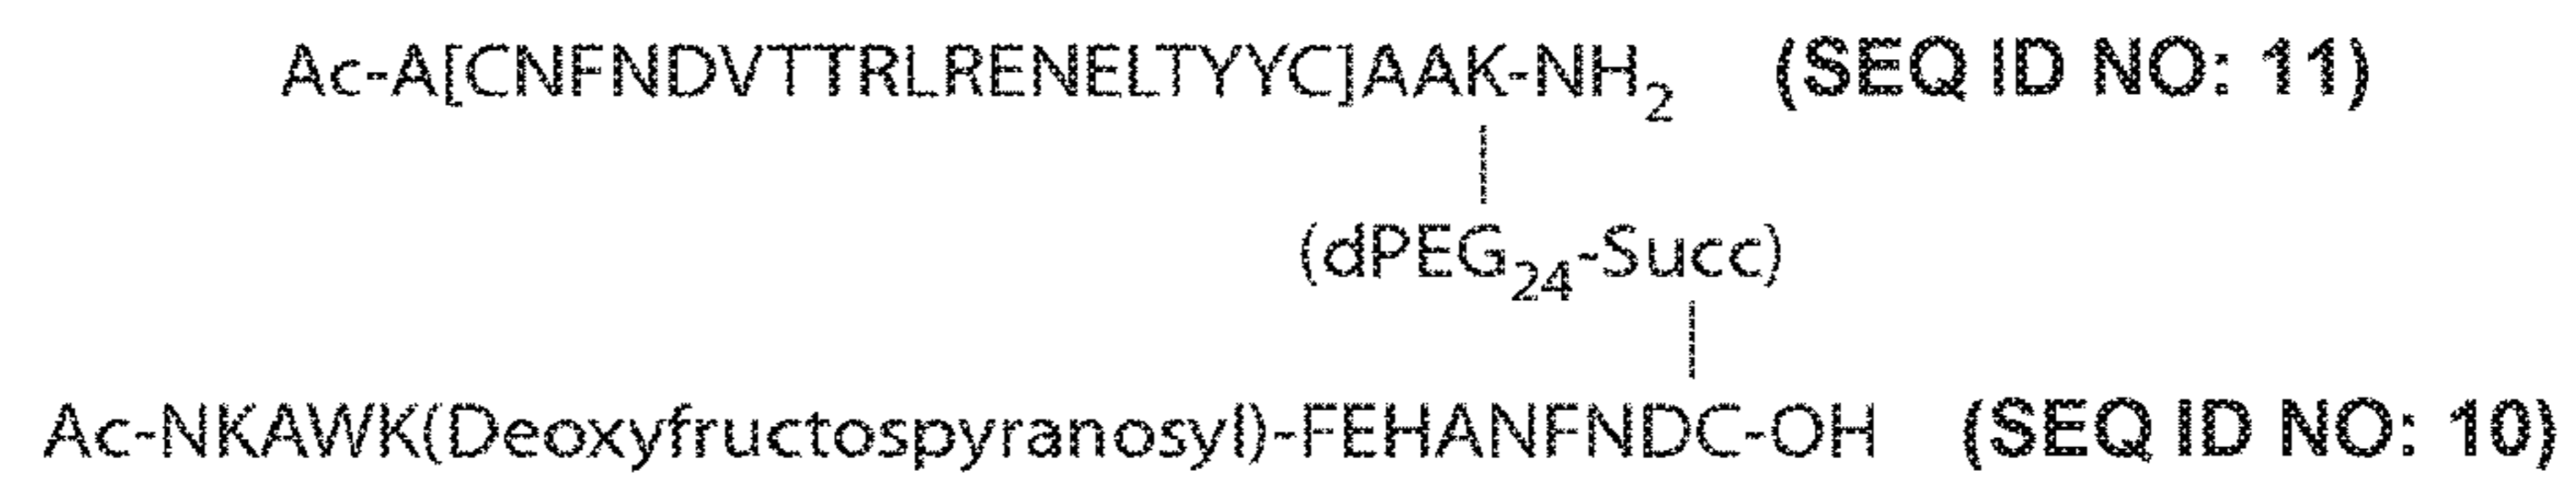 Ac-A[CNFNDVTTRLRENELTYYC]AAK-NH₂ (SEQ ID NO: 11)
(dPEG₂₄-Succ)
Ac-NKAWK(Deoxyfructospyranosyl)-FEHANFNDC-OH (SEQ ID NO: 10)